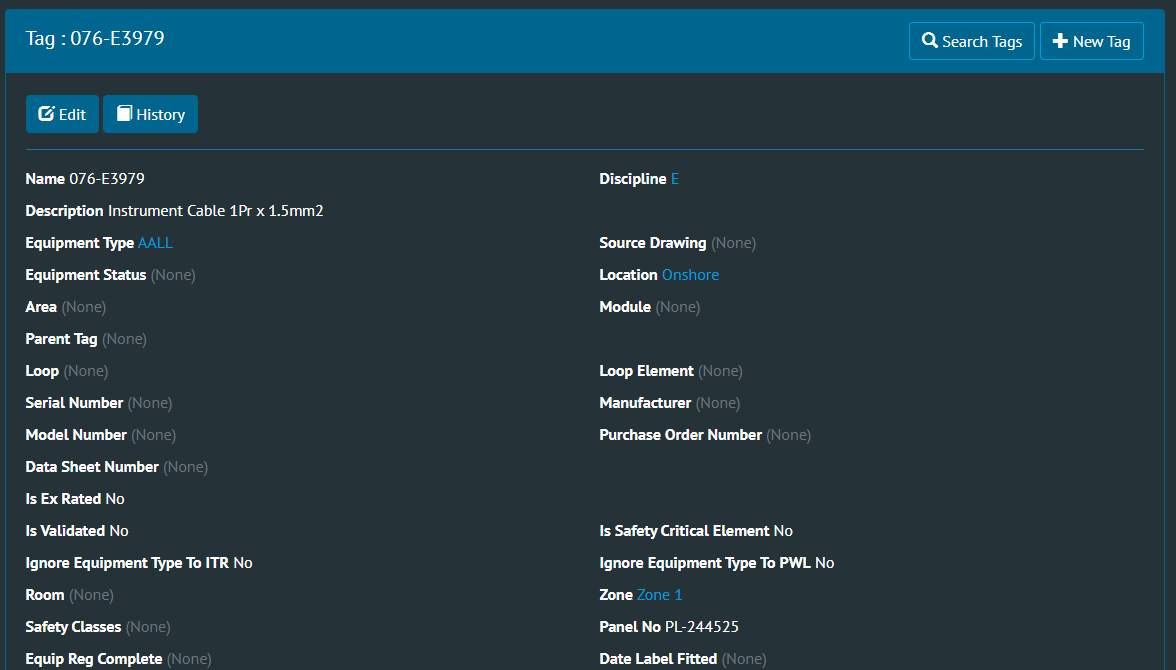 Tag : 076-E3979
Search Tags
New Tag
Edit
History
Name 076-E3979
Discipline E
Description Instrument Cable 1Pr x 1.5mm2
Equipment Type AALL
Source Drawing (None)
Equipment Status (None)
Location Onshore
Area (None)
Module (None)
Parent Tag (None)
Loop (None)
Loop Element (None)
Serial Number (None)
Manufacturer (None)
Model Number (None)
Purchase Order Number (None)
Data Sheet Number (None)
Is Ex Rated No
Is Validated No
Is Safety Critical Element No
Ignore Equipment Type To ITR No
Ignore Equipment Type To PWL No
Room (None)
Zone Zone 1
Safety Classes (None)
Panel No PL-244525
Equip Reg Complete (None)
Date Label Fitted (None)